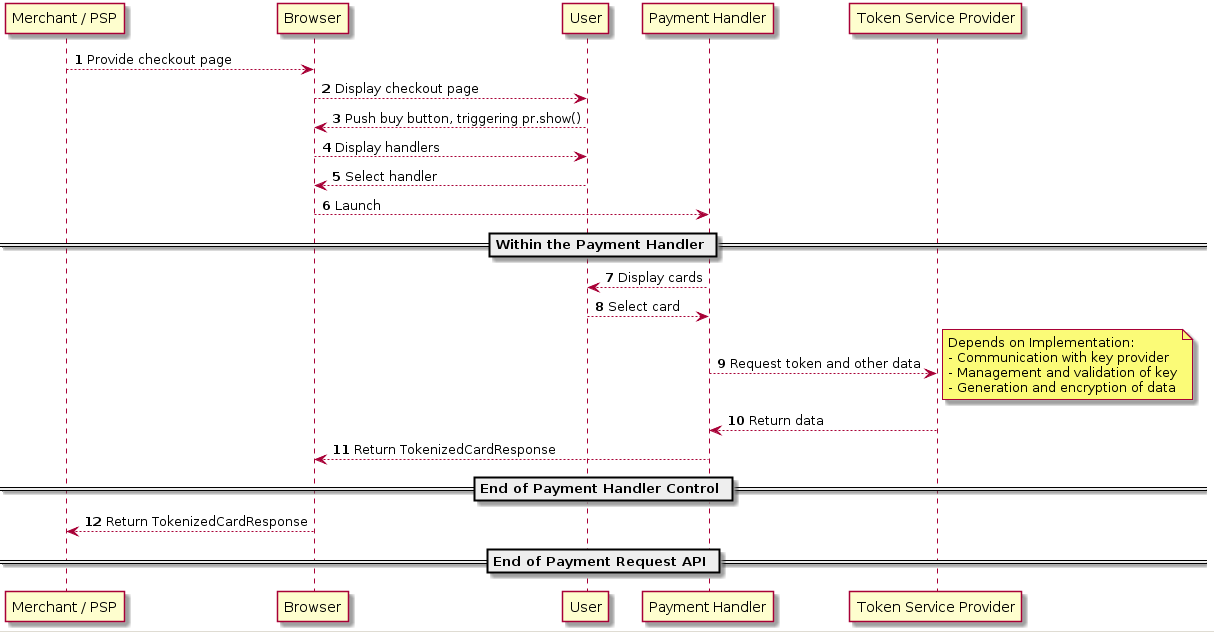 Merchant / PSP
Browser
User
Payment Handler
Token Service Provider
1 Provide checkout page
2 Display checkout page
3 Push buy button, triggering pr.show()
4 Display handlers
5 Select handler
6 Launch
Within the Payment Handler
7 Display cards
8 Select card
9 Request token and other data
Depends on Implementation:
- Communication with key provider
- Management and validation of key
- Generation and encryption of data
10 Return data
11 Return TokenizedCardResponse
End of Payment Handler Control
12 Return TokenizedCardResponse
End of Payment Request API
Merchant / PSP
Browser
User
Payment Handler
Token Service Provider